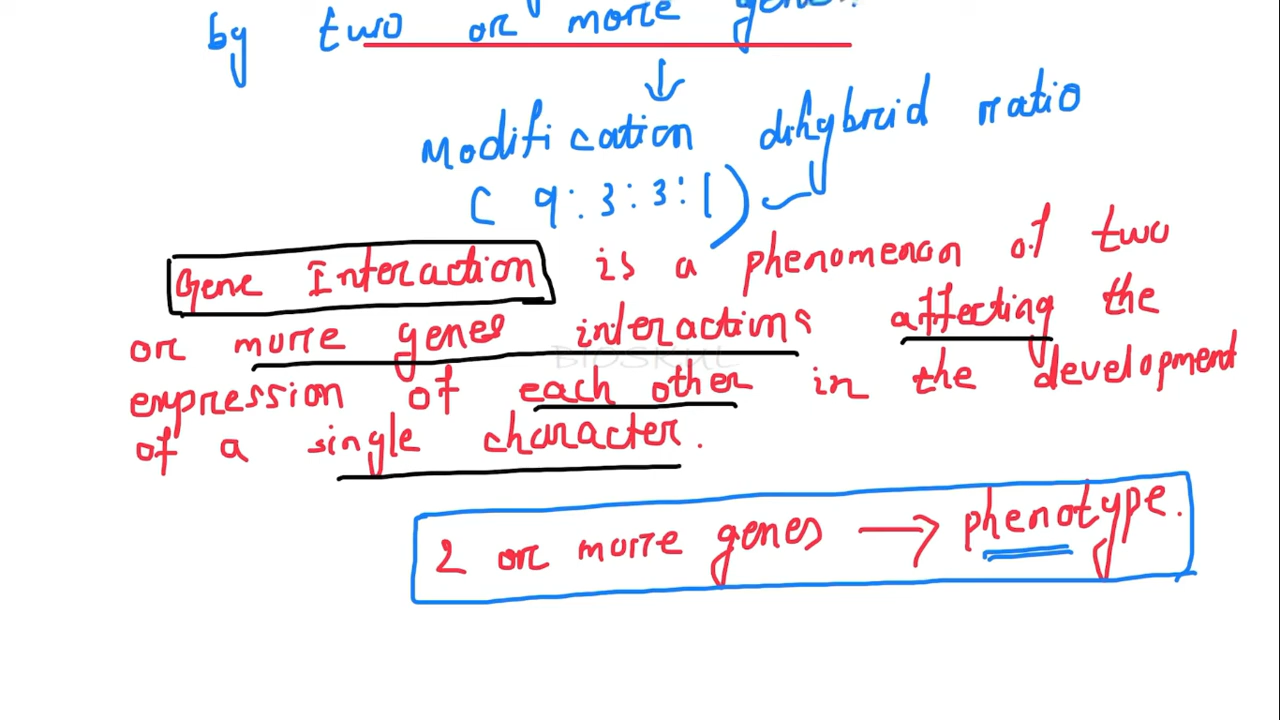 by two or more genes.
Modification dihybrid ratio
( 9:3:3:1)
Gene Interaction is a phenomenon of two
or more genes interactions affecting the
BIOSKUL
expression of each other in the development
of a single character.
2 or more genes → phenotype.